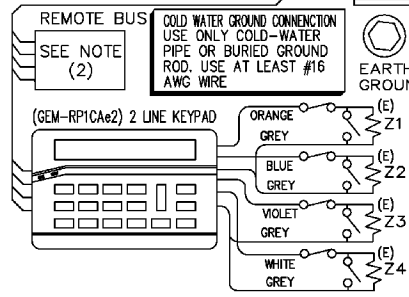 REMOTE BUS
SEE NOTE
(2)
COLD WATER GROUND CONNENCTION
USE ONLY COLD-WATER
PIPE OR BURIED GROUND
ROD. USE AT LEAST #16
AWG WIRE
EARTH
GROUN
(GEM-RP1CAe2) 2 LINE KEYPAD
ORANGE
(E)
Z1
GREY
BLUE
(E)
Z2
GREY
VIOLET
(E)
Z3
GREY
WHITE
(E)
Z4
GREY